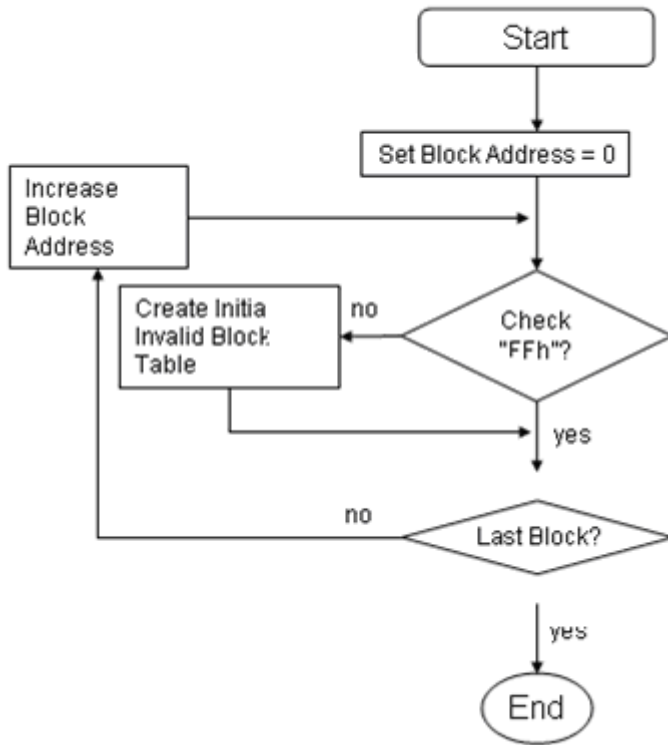 Start
Set Block Address = 0
Increase
Block
Address
Create Initia
Invalid Block
Table
no
Check
"FFh"?
yes
no
Last Block?
yes
End